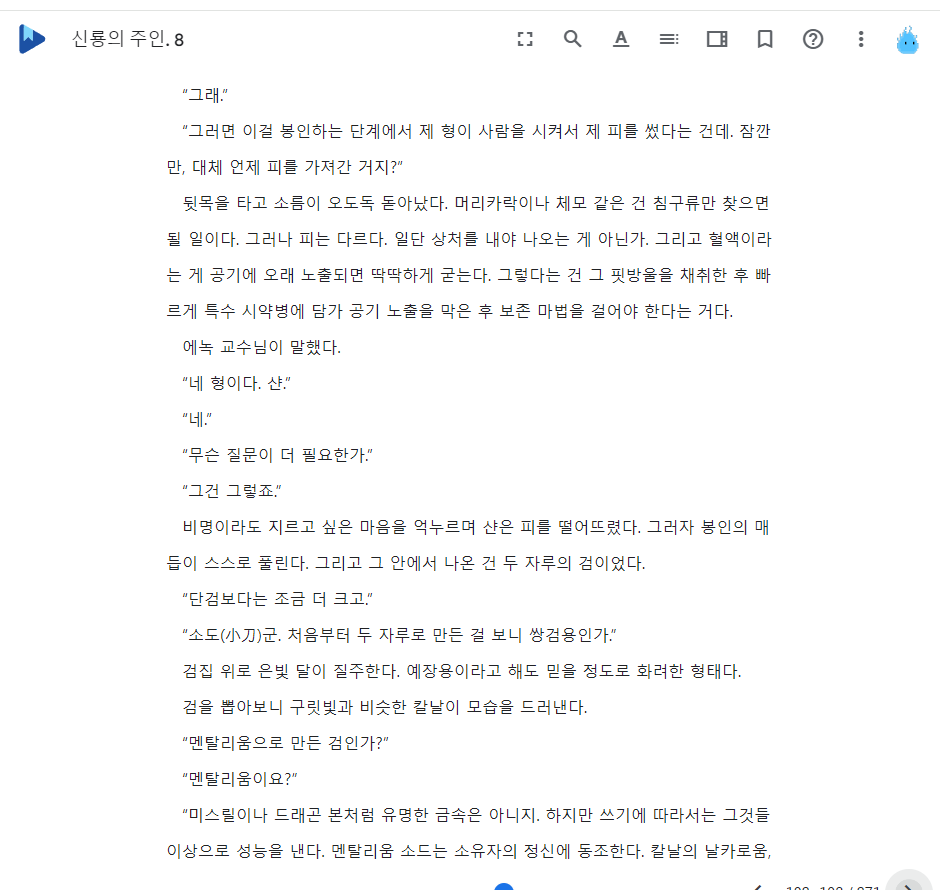 신룡의 주인. 8
“그래.”
“그러면 이걸 봉인하는 단계에서 제 형이 사람을 시켜서 제 피를 썼다는 건데. 잠깐
만, 대체 언제 피를 가져간 거지?”
뒷목을 타고 소름이 오도독 돋아났다. 머리카락이나 체모 같은 건 침구류만 찾으면
될 일이다. 그러나 피는 다르다. 일단 상처를 내야 나오는 게 아닌가. 그리고 혈액이라
는 게 공기에 오래 노출되면 딱딱하게 굳는다. 그렇다는 건 그 핏방울을 채취한 후 빠
르게 특수 시약병에 담가 공기 노출을 막은 후 보존 마법을 걸어야 한다는 거다.
에녹 교수님이 말했다.
“네 형이다. 샨.”
“네.”
“무슨 질문이 더 필요한가.”
“그건 그렇죠.”
비명이라도 지르고 싶은 마음을 억누르며 샨은 피를 떨어뜨렸다. 그러자 봉인의 매
듭이 스스로 풀린다. 그리고 그 안에서 나온 건 두 자루의 검이었다.
“단검보다는 조금 더 크고.”
“소도(小刀)군. 처음부터 두 자루로 만든 걸 보니 쌍검용인가.”
검집 위로 은빛 달이 질주한다. 예장용이라고 해도 믿을 정도로 화려한 형태다.
검을 뽑아보니 구릿빛과 비슷한 칼날이 모습을 드러낸다.
“멘탈리움으로 만든 검인가?”
“멘탈리움이요?”
“미스릴이나 드래곤 본처럼 유명한 금속은 아니지. 하지만 쓰기에 따라서는 그것들
이상으로 성능을 낸다. 멘탈리움 소드는 소유자의 정신에 동조한다. 칼날의 날카로움,